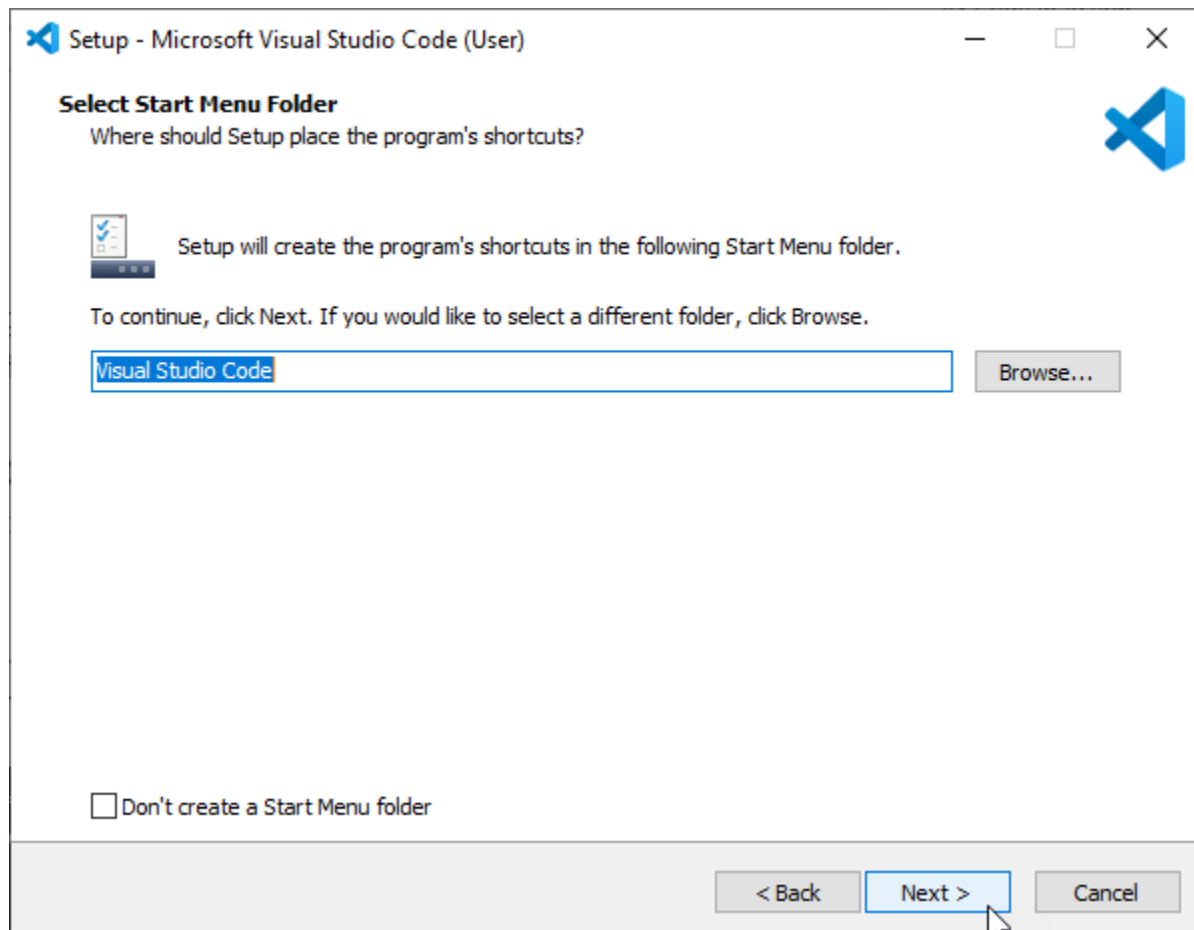 Setup - Microsoft Visual Studio Code (User)
Select Start Menu Folder
Where should Setup place the program's shortcuts?
Setup will create the program's shortcuts in the following Start Menu folder.
To continue, click Next. If you would like to select a different folder, click Browse.
Visual Studio Code
Browse...
Don't create a Start Menu folder
< Back
Next >
Cancel